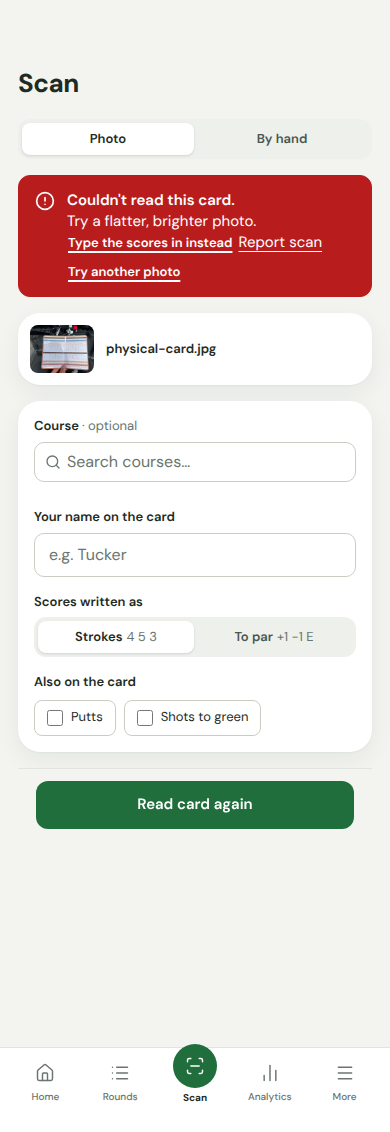 Scan
Photo
By hand
Couldn't read this card.
Try a flatter, brighter photo.
Type the scores in instead Report scan
Try another photo
physical-card.jpg
Course · optional
Search courses...
Your name on the card
e.g. Tucker
Scores written as
Strokes 4 5 3
To par +1 −1 E
Also on the card
Putts
Shots to green
Read card again
Home
Rounds
Scan
Analytics
More